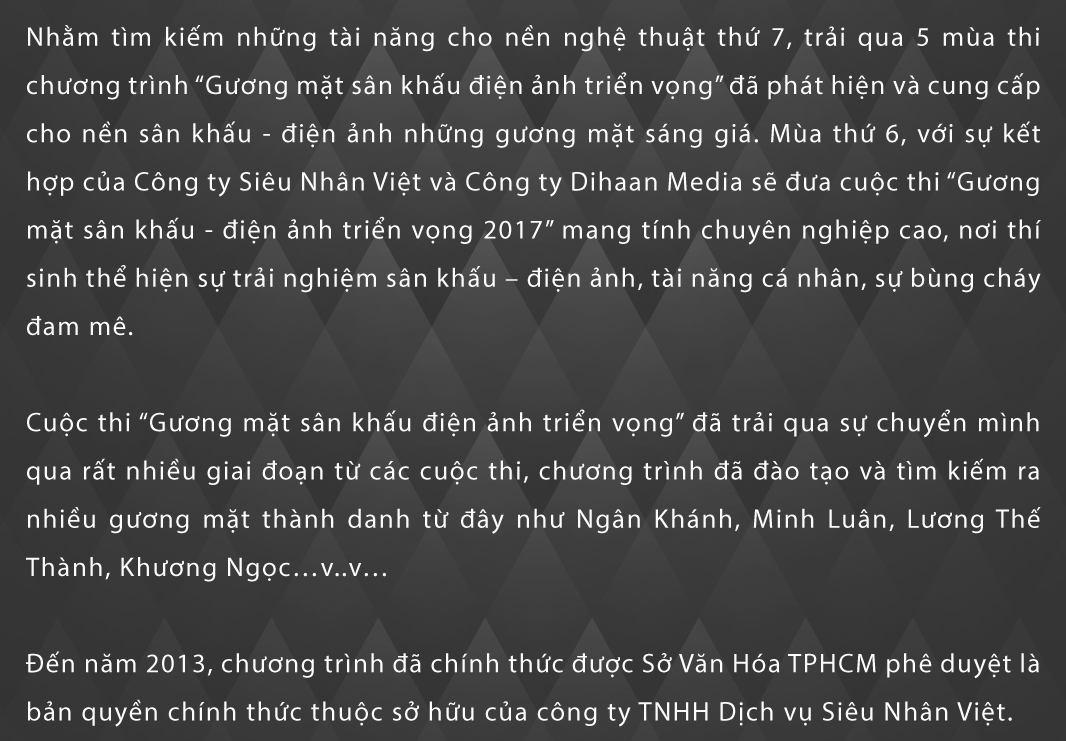 Nhằm tìm kiếm những tài năng cho nền nghệ thuật thứ 7, trải qua 5 mùa thi
chương trình “Gương mặt sân khấu điện ảnh triển vọng” đã phát hiện và cung cấp
cho nền sân khấu - điện ảnh những gương mặt sáng giá. Mùa thứ 6, với sự kết
hợp của Công ty Siêu Nhân Việt và Công ty Dihaan Media sẽ đưa cuộc thi “Gương
mặt sân khấu - điện ảnh triển vọng 2017” mang tính chuyên nghiệp cao, nơi thí
sinh thể hiện sự trải nghiệm sân khấu – điện ảnh, tài năng cá nhân, sự bùng cháy
đam mê.
Cuộc thi “Gương mặt sân khấu điện ảnh triển vọng” đã trải qua sự chuyển mình
qua rất nhiều giai đoạn từ các cuộc thi, chương trình đã đào tạo và tìm kiếm ra
nhiều gương mặt thành danh từ đây như Ngân Khánh, Minh Luân, Lương Thế
Thành, Khương Ngọc…v..v…
Đến năm 2013, chương trình đã chính thức được Sở Văn Hóa TPHCM phê duyệt là
bản quyền chính thức thuộc sở hữu của công ty TNHH Dịch vụ Siêu Nhân Việt.